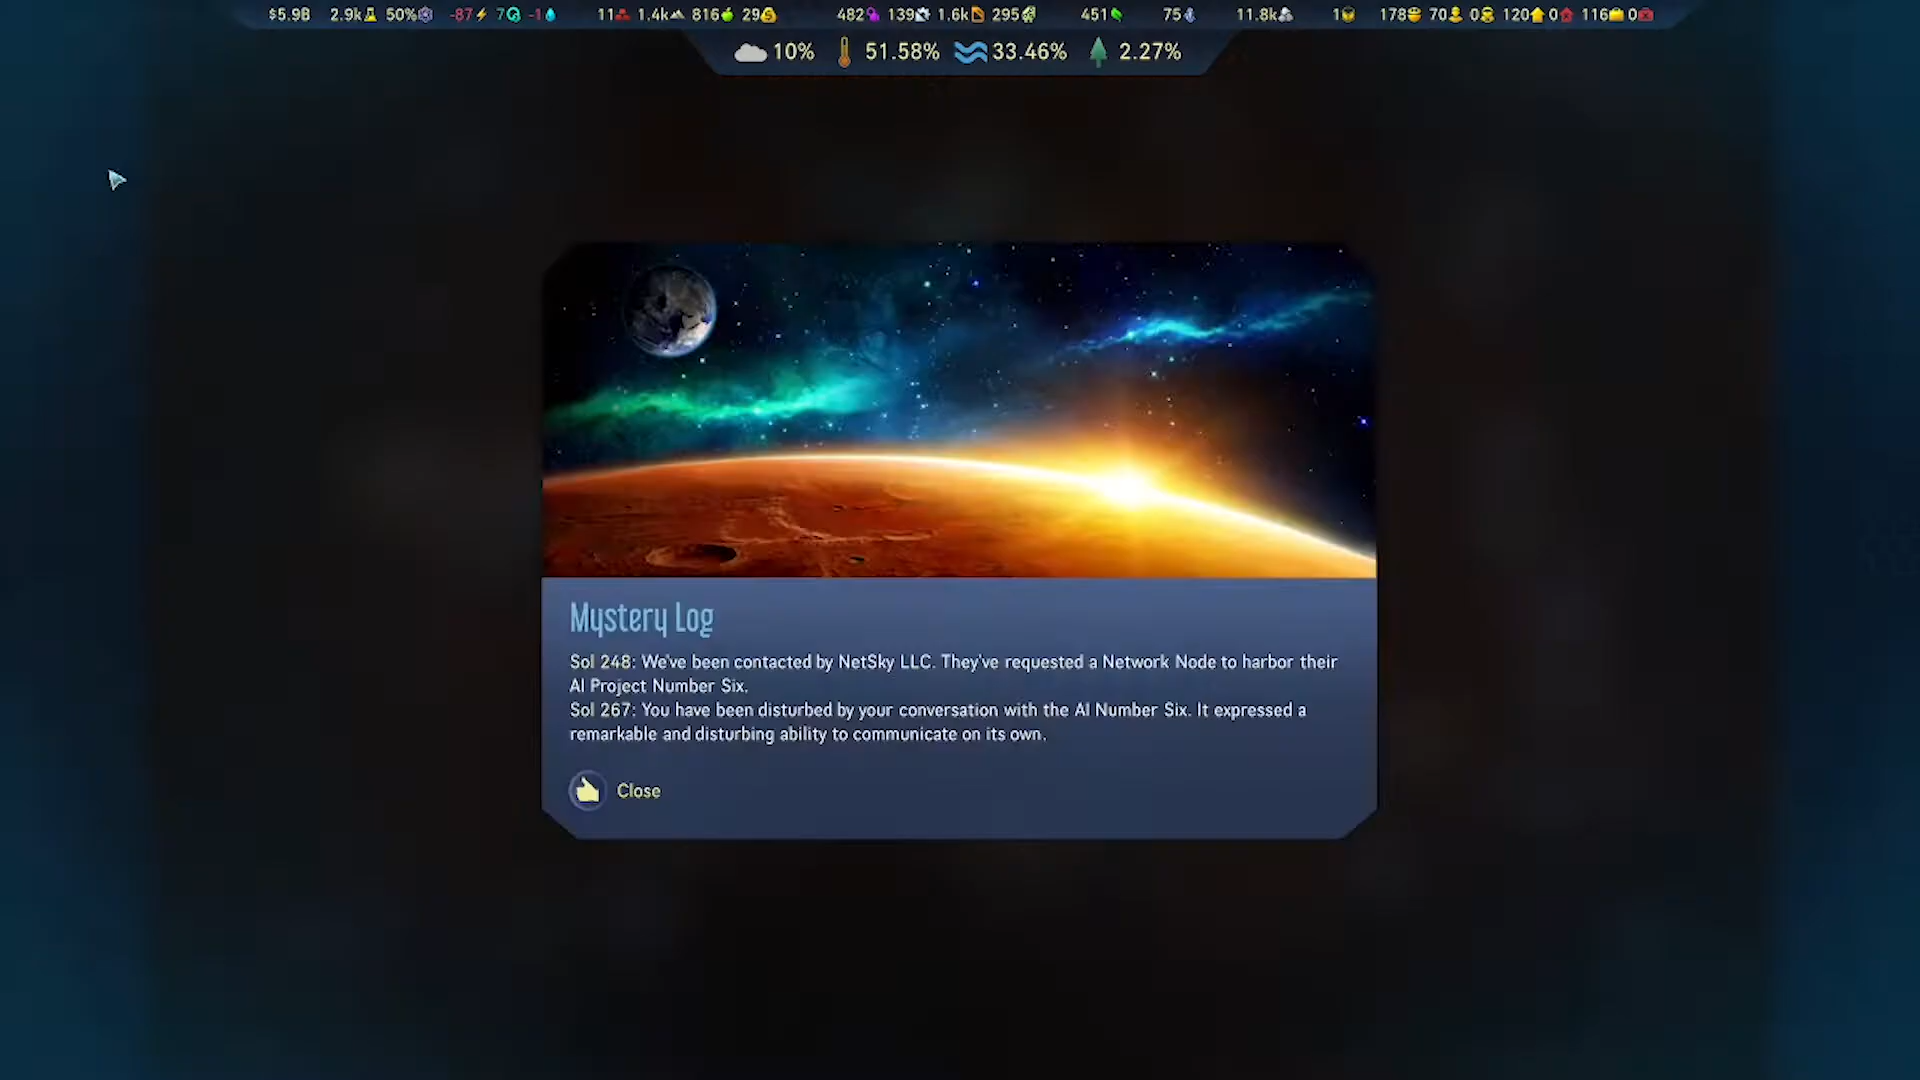 $5.9B 2.9k 50% -87 7 -1 11 1.4k 816 29 482 139 1.6k 295 451 75 11.8k 1 178 70 0 120 0 116 0
10% 51.58% 33.46% 2.27%
Mystery Log
Sol 248: We've been contacted by NetSky LLC. They've requested a Network Node to harbor their
AI Project Number Six.
Sol 267: You have been disturbed by your conversation with the AI Number Six. It expressed a
remarkable and disturbing ability to communicate on its own.
Close